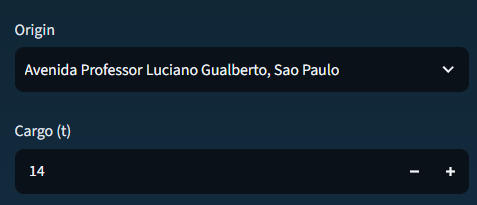 Origin
Avenida Professor Luciano Gualberto, Sao Paulo
Cargo (t)
14